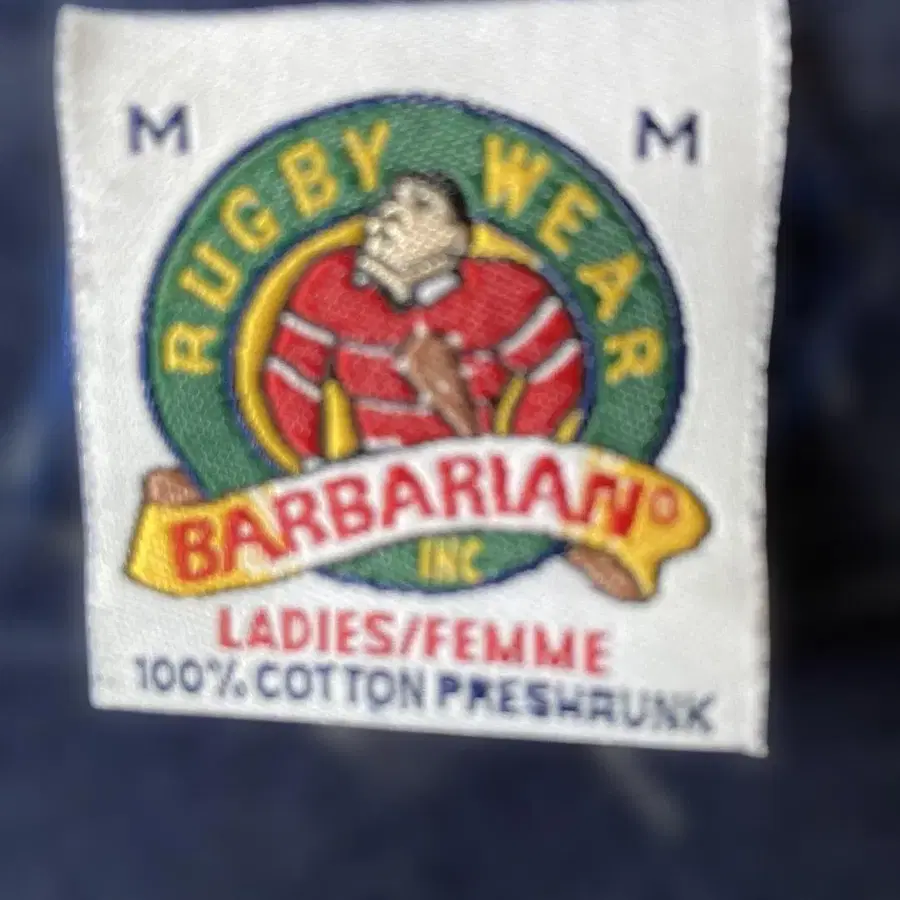 M M
RUGBY WEAR
BARBARIAN®
INC
LADIES/FEMME
100% COTTON PRESHRUNK